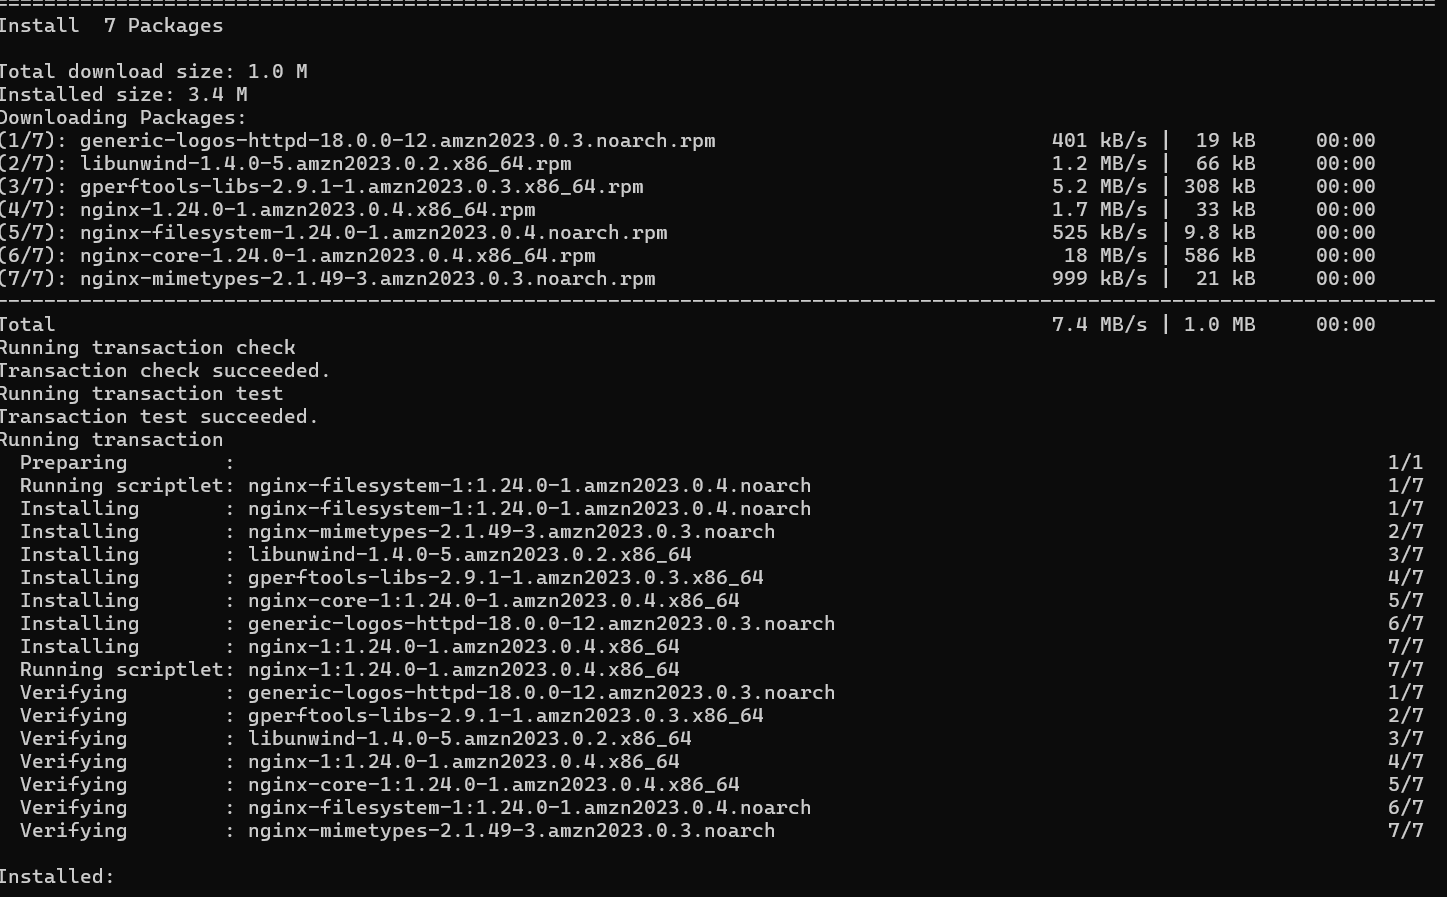 Install  7 Packages
Total download size: 1.0 M
Installed size: 3.4 M
Downloading Packages:
(1/7): generic-logos-httpd-18.0.0-12.amzn2023.0.3.noarch.rpm 401 kB/s | 19 kB 00:00
(2/7): libunwind-1.4.0-5.amzn2023.0.2.x86_64.rpm 1.2 MB/s | 66 kB 00:00
(3/7): gperftools-libs-2.9.1-1.amzn2023.0.3.x86_64.rpm 5.2 MB/s | 308 kB 00:00
(4/7): nginx-1.24.0-1.amzn2023.0.4.x86_64.rpm 1.7 MB/s | 33 kB 00:00
(5/7): nginx-filesystem-1.24.0-1.amzn2023.0.4.noarch.rpm 525 kB/s | 9.8 kB 00:00
(6/7): nginx-core-1.24.0-1.amzn2023.0.4.x86_64.rpm 18 MB/s | 586 kB 00:00
(7/7): nginx-mimetypes-2.1.49-3.amzn2023.0.3.noarch.rpm 999 kB/s | 21 kB 00:00
Total 7.4 MB/s | 1.0 MB 00:00
Running transaction check
Transaction check succeeded.
Running transaction test
Transaction test succeeded.
Running transaction
Preparing : 1/1
Running scriptlet: nginx-filesystem-1:1.24.0-1.amzn2023.0.4.noarch 1/7
Installing : nginx-filesystem-1:1.24.0-1.amzn2023.0.4.noarch 1/7
Installing : nginx-mimetypes-2.1.49-3.amzn2023.0.3.noarch 2/7
Installing : libunwind-1.4.0-5.amzn2023.0.2.x86_64 3/7
Installing : gperftools-libs-2.9.1-1.amzn2023.0.3.x86_64 4/7
Installing : nginx-core-1:1.24.0-1.amzn2023.0.4.x86_64 5/7
Installing : generic-logos-httpd-18.0.0-12.amzn2023.0.3.noarch 6/7
Installing : nginx-1:1.24.0-1.amzn2023.0.4.x86_64 7/7
Running scriptlet: nginx-1:1.24.0-1.amzn2023.0.4.x86_64 7/7
Verifying : generic-logos-httpd-18.0.0-12.amzn2023.0.3.noarch 1/7
Verifying : gperftools-libs-2.9.1-1.amzn2023.0.3.x86_64 2/7
Verifying : libunwind-1.4.0-5.amzn2023.0.2.x86_64 3/7
Verifying : nginx-1:1.24.0-1.amzn2023.0.4.x86_64 4/7
Verifying : nginx-core-1:1.24.0-1.amzn2023.0.4.x86_64 5/7
Verifying : nginx-filesystem-1:1.24.0-1.amzn2023.0.4.noarch 6/7
Verifying : nginx-mimetypes-2.1.49-3.amzn2023.0.3.noarch 7/7
Installed: